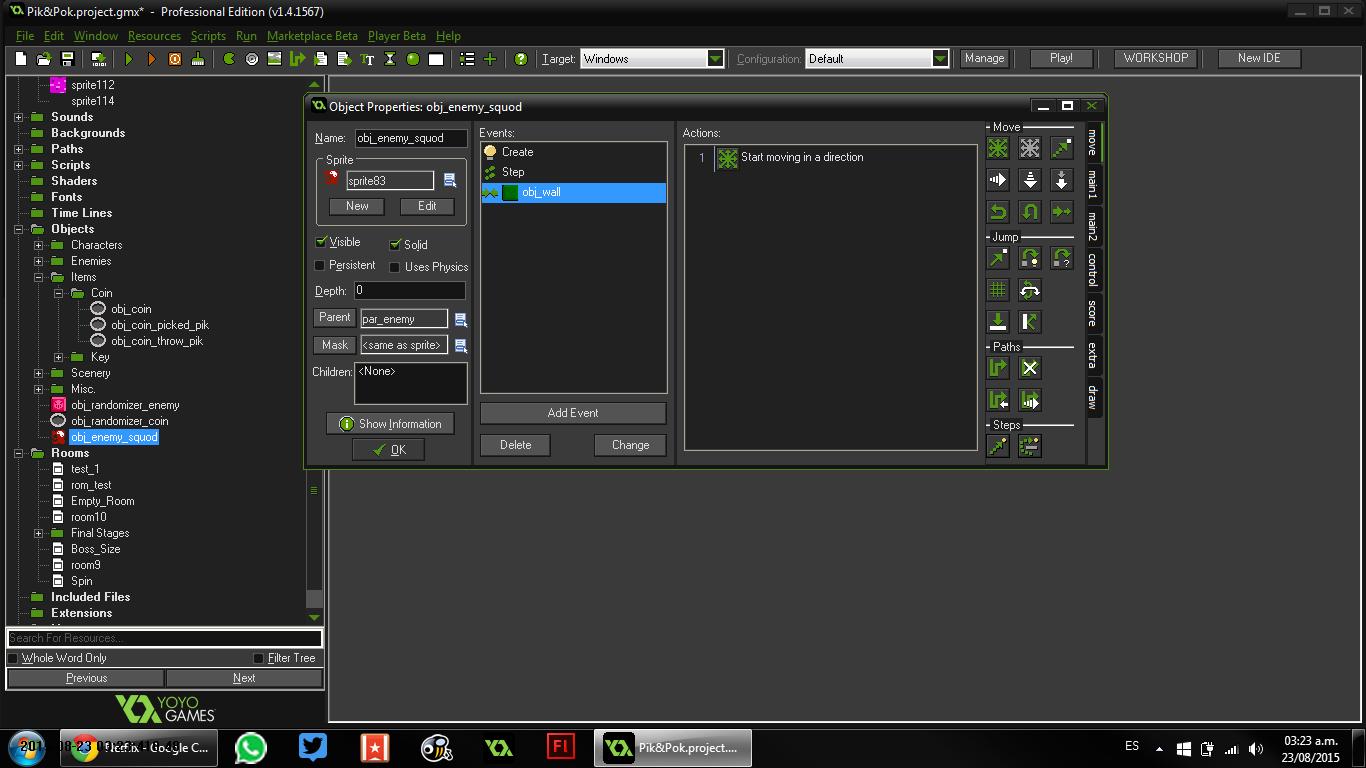 Pik&Pok.project.gmx* - Professional Edition (v1.4.1567)
File Edit Window Resources Scripts Run Marketplace Beta Player Beta Help
Target: Windows Configuration: Default Manage Play! WORKSHOP New IDE
sprite112
sprite114
Sounds
Backgrounds
Paths
Scripts
Shaders
Fonts
Time Lines
Objects
Characters
Enemies
Items
Coin
obj_coin
obj_coin_picked_pik
obj_coin_throw_pik
Key
Scenery
Misc.
obj_randomizer_enemy
obj_randomizer_coin
obj_enemy_squod
Rooms
test_1
rom_test
Empty_Room
room10
Final Stages
Boss_Size
room9
Spin
Included Files
Extensions
Search For Resources...
Whole Word Only Filter Tree
Previous Next
YOYO
GAMES
Object Properties: obj_enemy_squod
Name: obj_enemy_squod
Sprite
sprite83
New Edit
Visible Solid
Persistent Uses Physics
Depth: 0
Parent par_enemy
Mask <same as sprite>
Children: <None>
Show Information
OK
Events:
Create
Step
obj_wall
Add Event
Delete Change
Actions:
1 Start moving in a direction
Move
Jump
Paths
Steps
move
main1
main2
control
score
extra
draw
Google C...
Fl
Pik&Pok.project....
ES
03:23 a.m.
23/08/2015